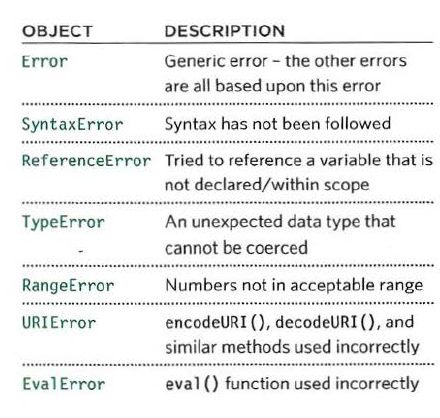 OBJECT DESCRIPTION
Error Generic error – the other errors
are all based upon this error
SyntaxError Syntax has not been followed
ReferenceError Tried to reference a variable that is
not declared/within scope
TypeError An unexpected data type that
cannot be coerced
RangeError Numbers not in acceptable range
URIError encodeURI(), decodeURI(), and
similar methods used incorrectly
EvalError eval() function used incorrectly